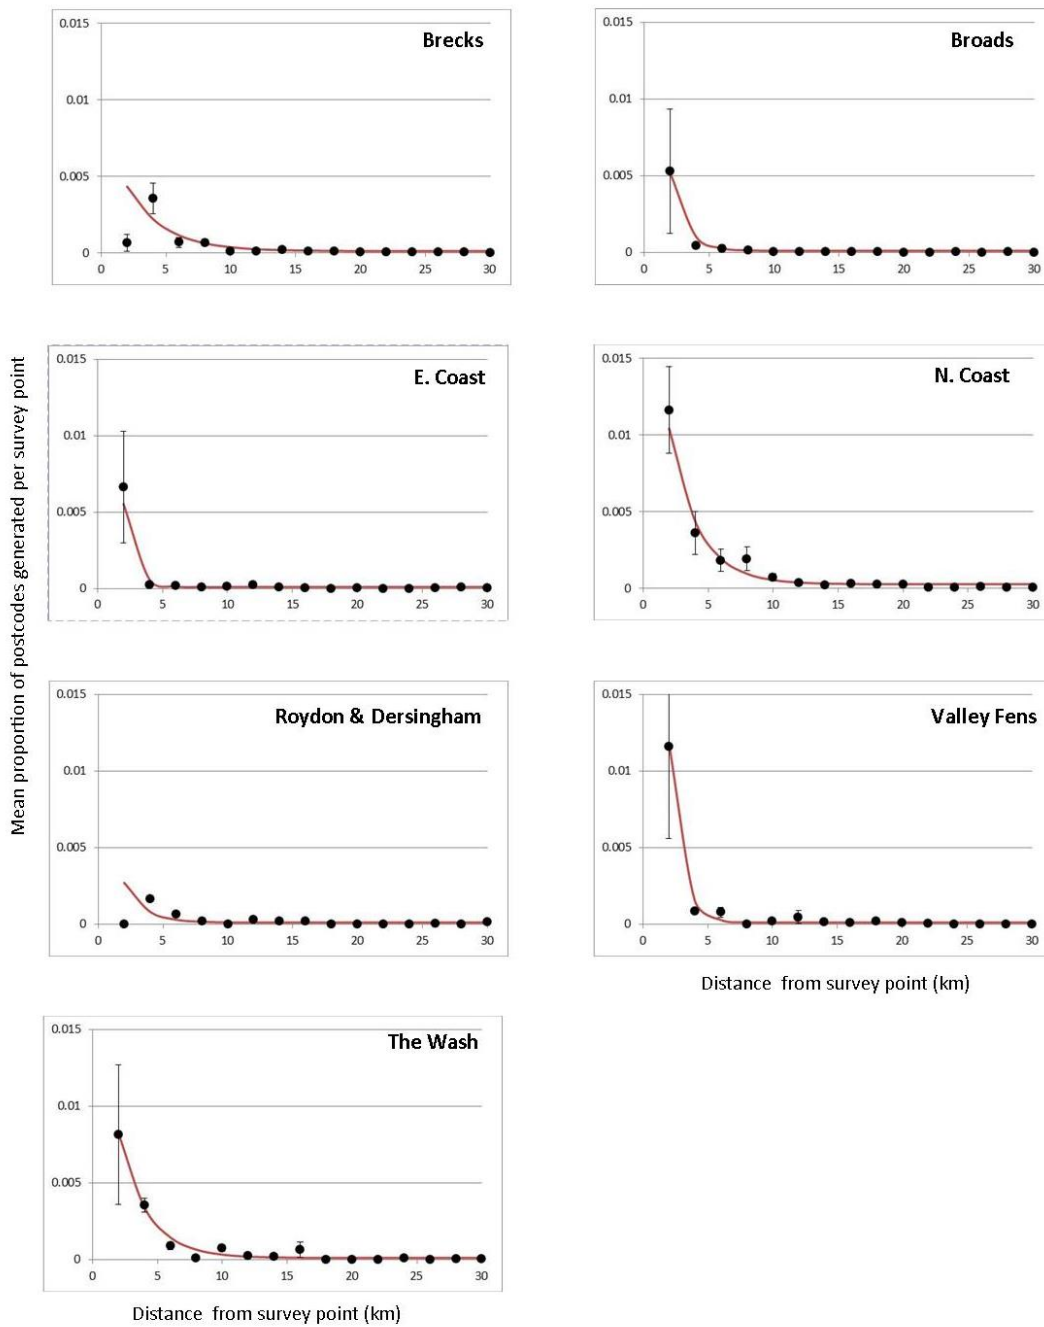 Mean proportion of postcodes generated per survey point
0.015
Brecks
0.01
0.005
0
0 5 10 15 20 25 30
0.015
Broads
0.01
0.005
0
0 5 10 15 20 25 30
0.015
E. Coast
0.01
0.005
0
0 5 10 15 20 25 30
0.015
N. Coast
0.01
0.005
0
0 5 10 15 20 25 30
0.015
Roydon & Dersingham
0.01
0.005
0
0 5 10 15 20 25 30
0.015
Valley Fens
0.01
0.005
0
0 5 10 15 20 25 30
Distance from survey point (km)
0.015
The Wash
0.01
0.005
0
0 5 10 15 20 25 30
Distance from survey point (km)